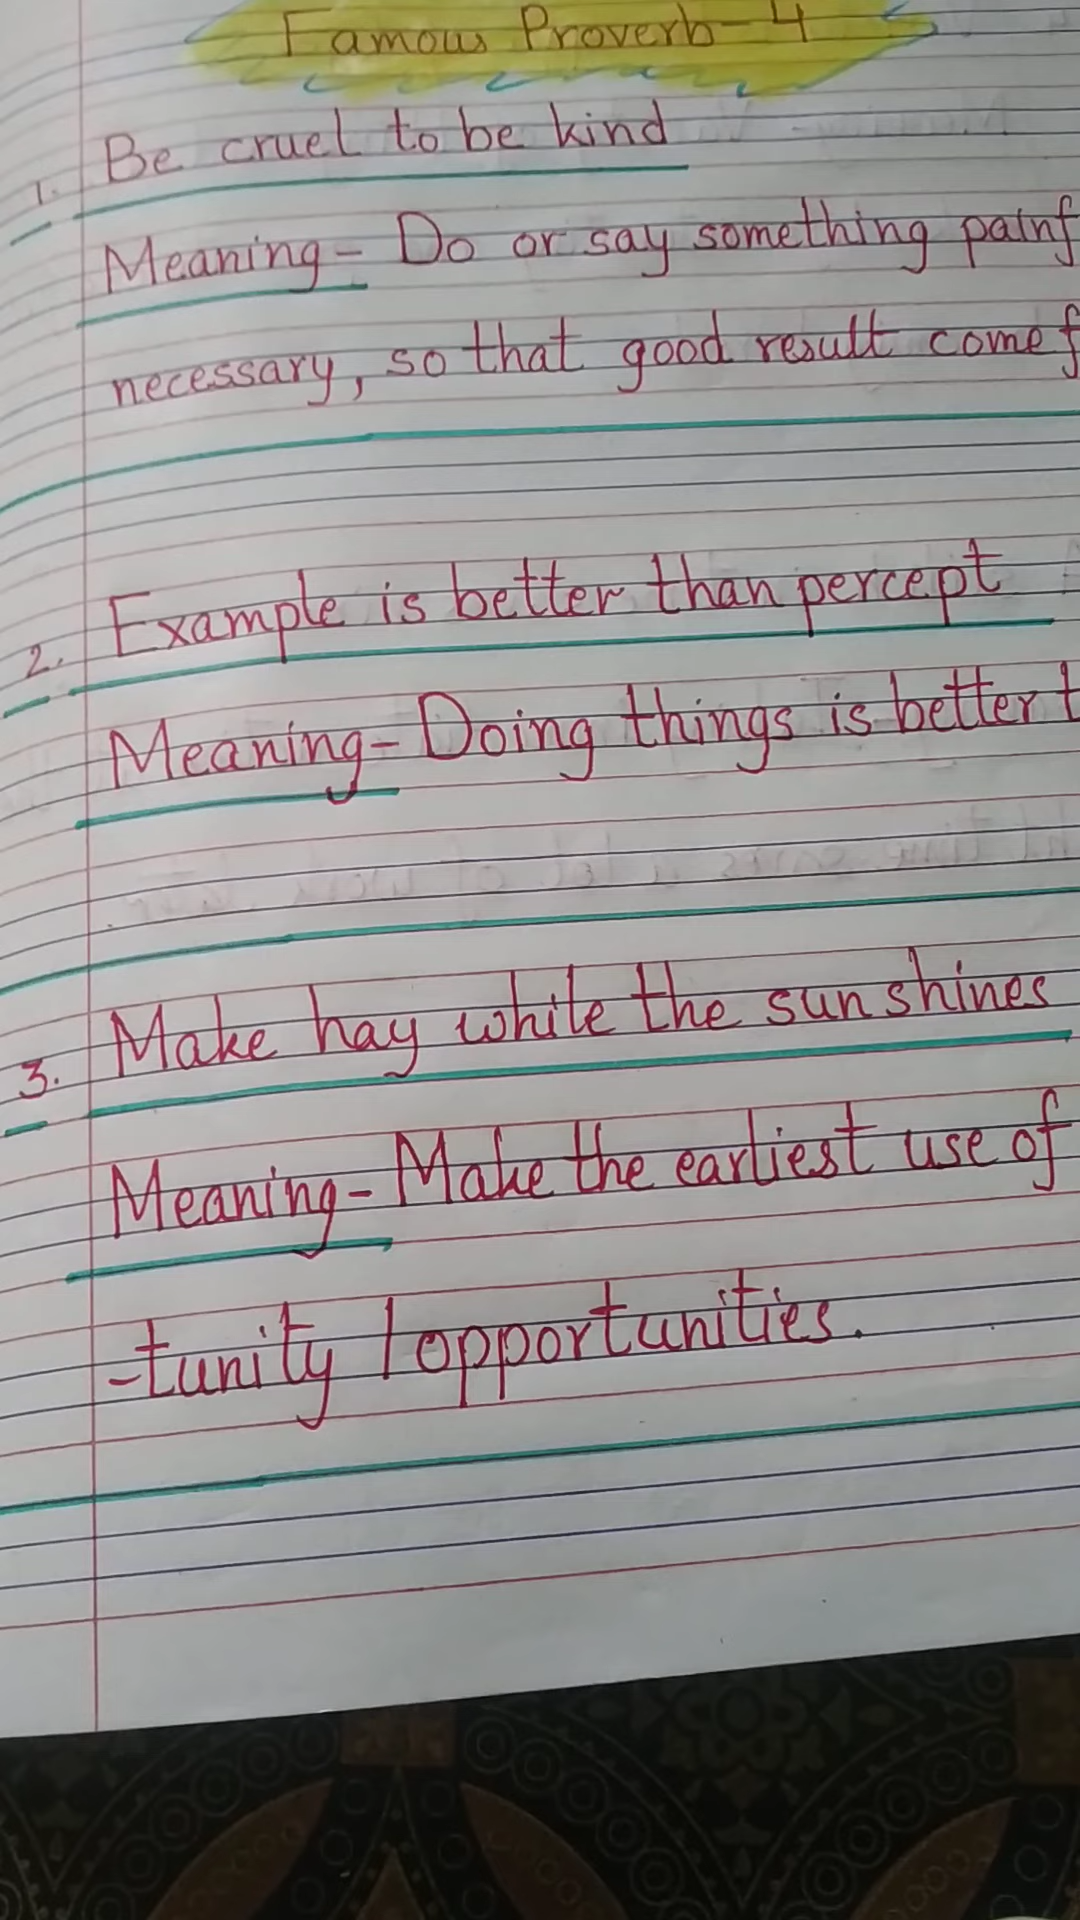 Famous Proverb-4
1. Be cruel to be kind
Meaning- Do or say something painf
necessary, so that good result come f
2. Example is better than percept
Meaning- Doing things is better t
3. Make hay while the sun shines
Meaning- Make the earliest use of
-tunity / opportunities.